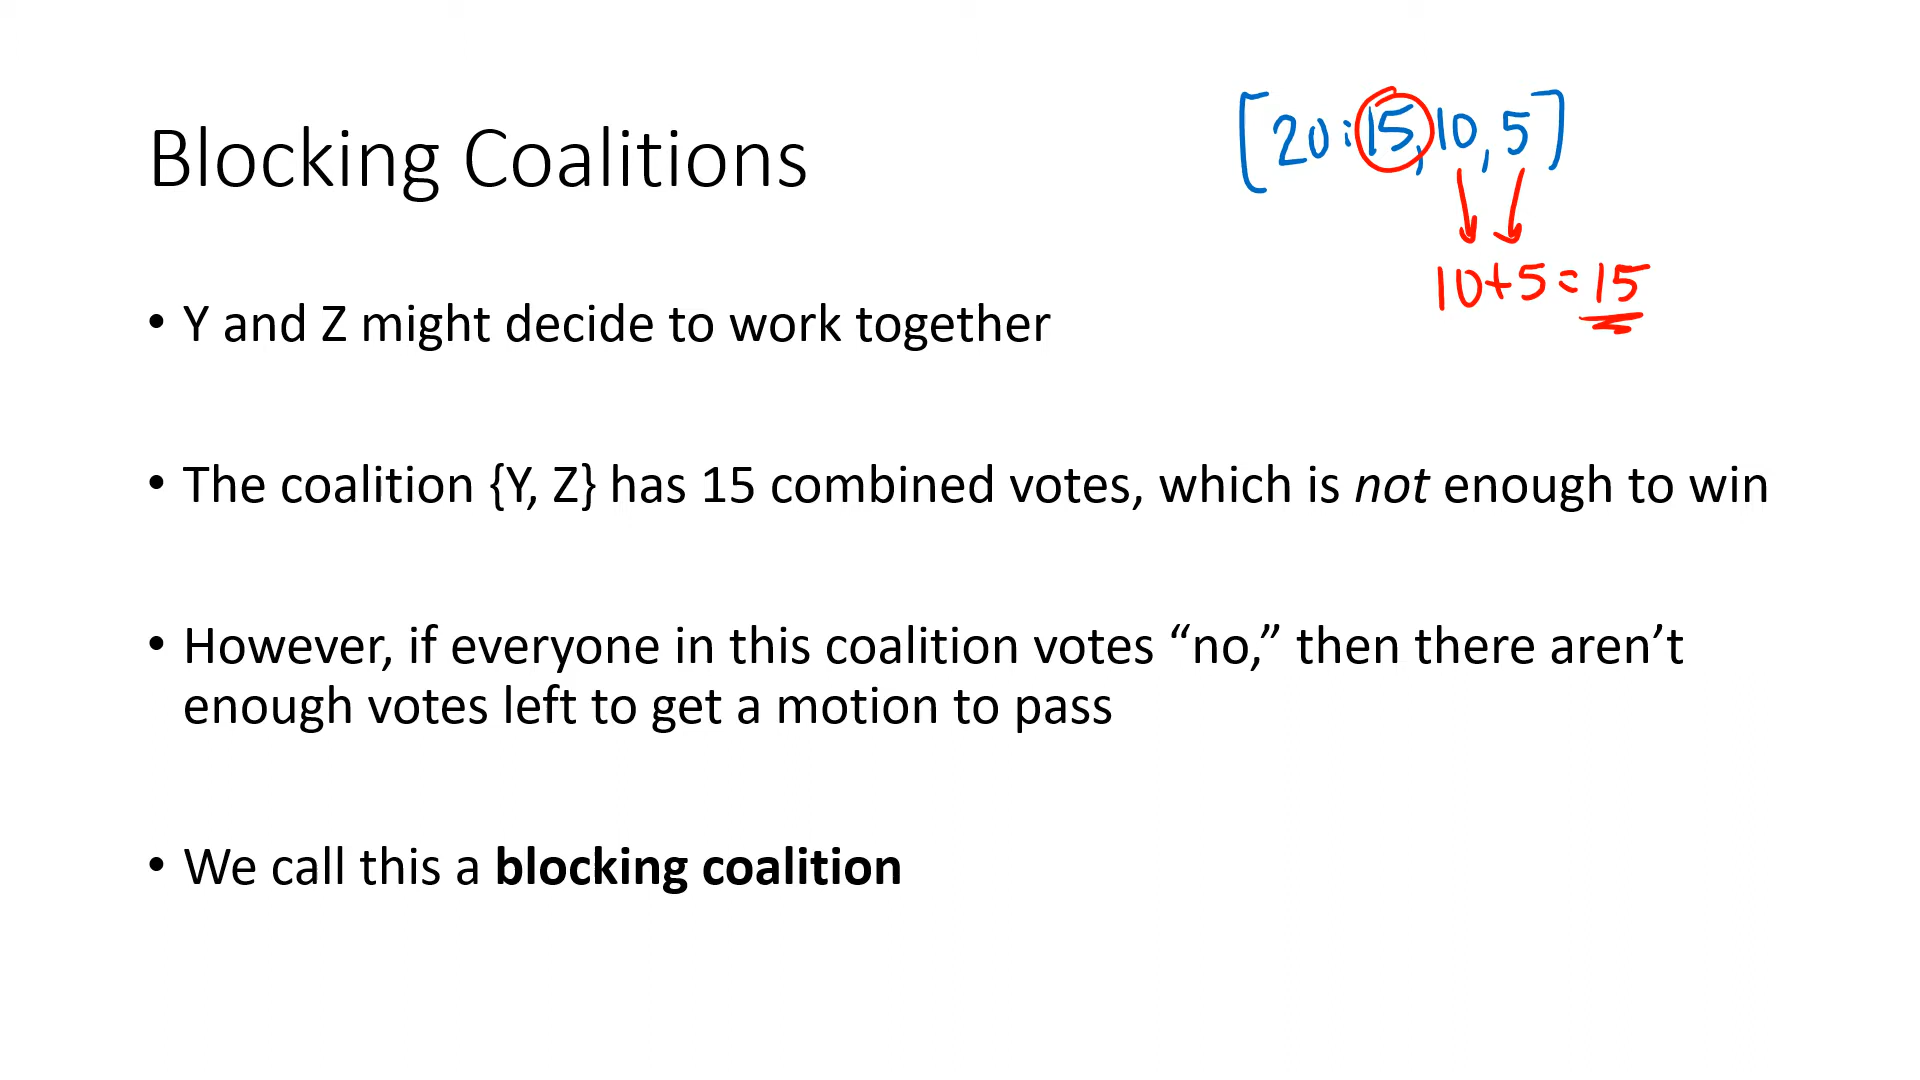 Blocking Coalitions
[20:15,10,5]
10+5=15
• Y and Z might decide to work together
• The coalition {Y, Z} has 15 combined votes, which is not enough to win
• However, if everyone in this coalition votes “no,” then there aren’t
enough votes left to get a motion to pass
• We call this a blocking coalition